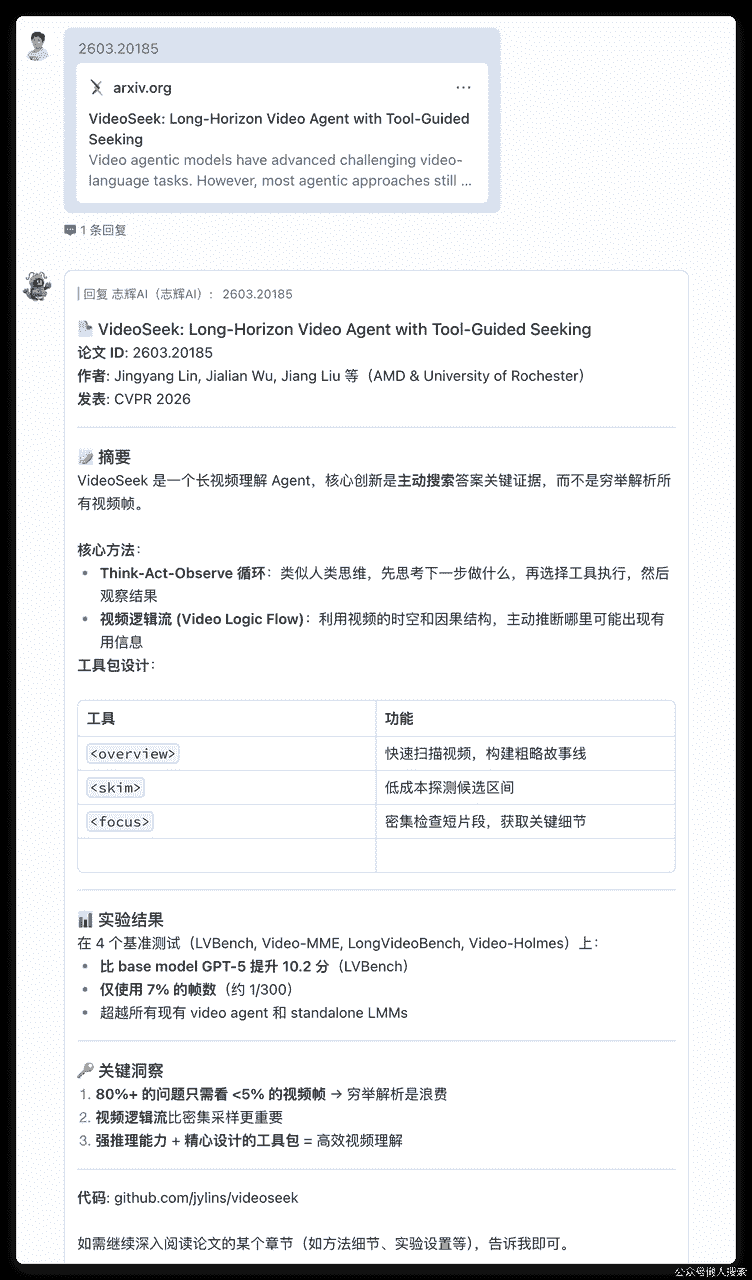 2603.20185
arxiv.org
VideoSeek: Long-Horizon Video Agent with Tool-Guided
Seeking
Video agentic models have advanced challenging video-
language tasks. However, most agentic approaches still ...
1 条回复
回复 志辉AI（志辉AI）: 2603.20185
VideoSeek: Long-Horizon Video Agent with Tool-Guided Seeking
论文 ID: 2603.20185
作者: Jingyang Lin, Jialian Wu, Jiang Liu 等（AMD & University of Rochester）
发表: CVPR 2026
摘要
VideoSeek 是一个长视频理解 Agent，核心创新是主动搜索答案关键证据，而不是穷举解析所
有视频帧。
核心方法：
Think-Act-Observe 循环：类似人类思维，先思考下一步做什么，再选择工具执行，然后
观察结果
视频逻辑流 (Video Logic Flow)：利用视频的时空和因果结构，主动推断哪里可能出现有
用信息
工具包设计：
工具 功能
<overview> 快速扫描视频，构建粗略故事线
<skim> 低成本探测候选区间
<focus> 密集检查短片段，获取关键细节
实验结果
在 4 个基准测试（LVBench, Video-MME, LongVideoBench, Video-Holmes）上：
比 base model GPT-5 提升 10.2 分（LVBench）
仅使用 7% 的帧数（约 1/300）
超越所有现有 video agent 和 standalone LMMs
关键洞察
1. 80%+ 的问题只需看 <5% 的视频帧 → 穷举解析是浪费
2. 视频逻辑流比密集采样更重要
3. 强推理能力 + 精心设计的工具包 = 高效视频理解
代码: github.com/jylins/videoseek
如需继续深入阅读论文的某个章节（如方法细节、实验设置等），告诉我即可。
公众号懒人搜索